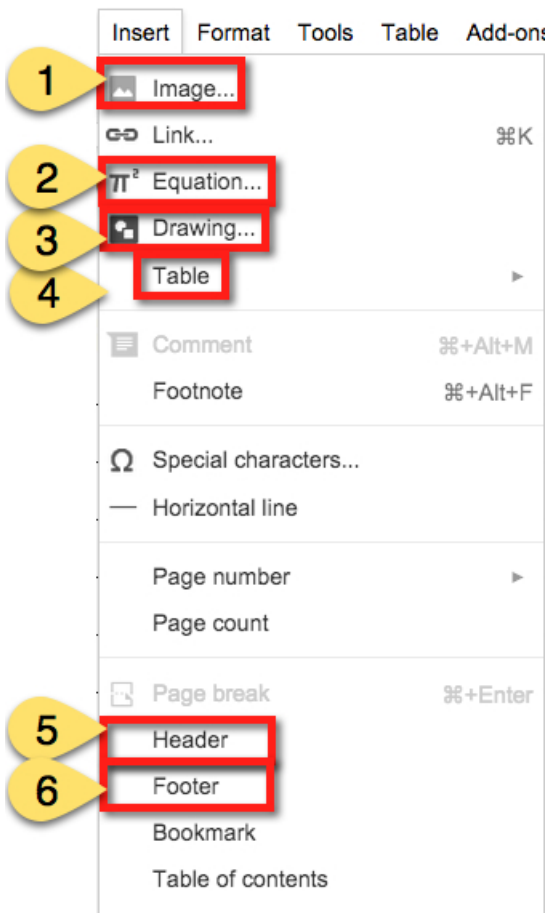 Insert Format Tools Table Add-ons
1 Image...
Link... ⌘K
2 π² Equation...
3 Drawing...
4 Table ►
Comment ⌘+Alt+M
Footnote ⌘+Alt+F
Ω Special characters...
Horizontal line
Page number ►
Page count
Page break ⌘+Enter
5 Header
6 Footer
Bookmark
Table of contents